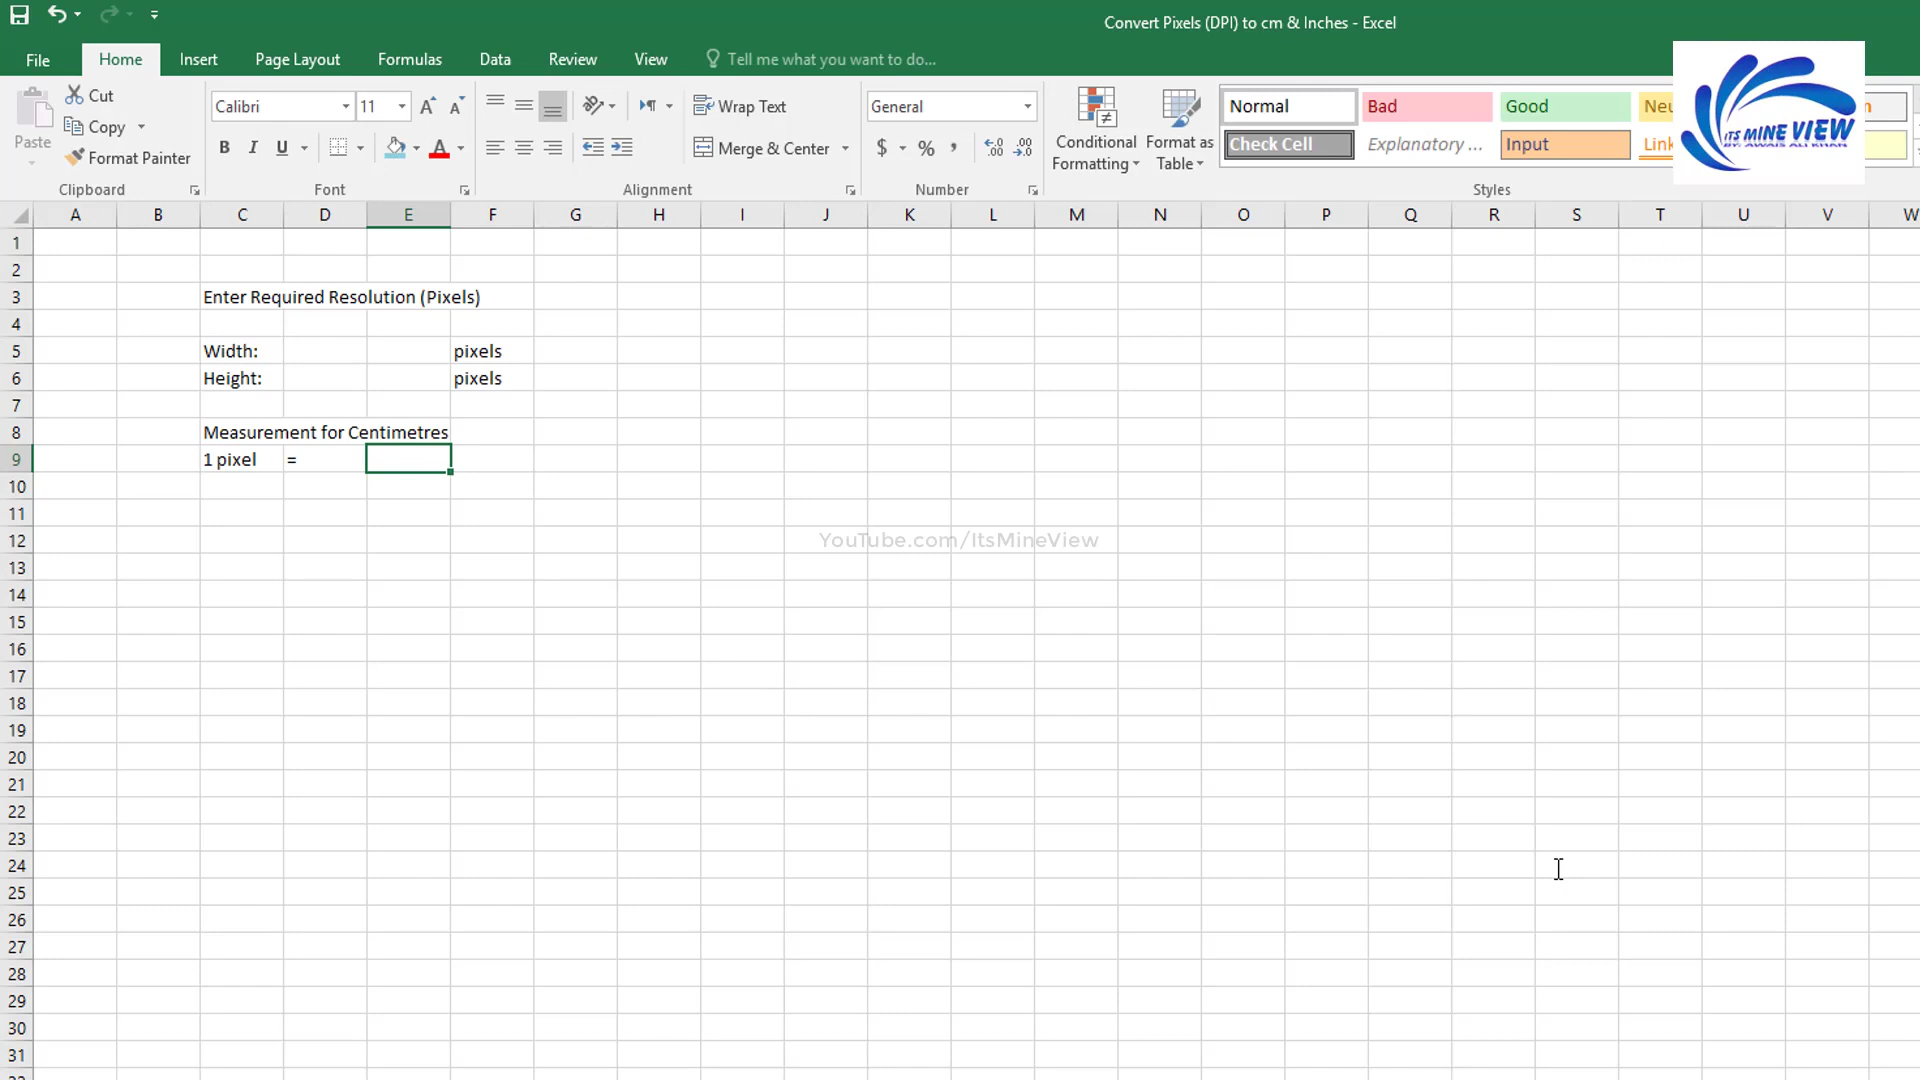 Convert Pixels (DPI) to cm & Inches - Excel
File Home Insert Page Layout Formulas Data Review View Tell me what you want to do...
Cut
Copy
Format Painter
Paste
Clipboard
Calibri 11
B I U
Font
Wrap Text
Merge & Center
Alignment
General
$ % ,
Number
Conditional Formatting
Format as Table
Normal Bad Good
Check Cell Explanatory ... Input
Styles
ITS MINE VIEW
A B C D E F G H I J K L M N O P Q R S T U V W
1
2
3 Enter Required Resolution (Pixels)
4
5 Width: pixels
6 Height: pixels
7
8 Measurement for Centimetres
9 1 pixel =
10
11
12
YouTube.com/ItsMineView
13
14
15
16
17
18
19
20
21
22
23
24
25
26
27
28
29
30
31